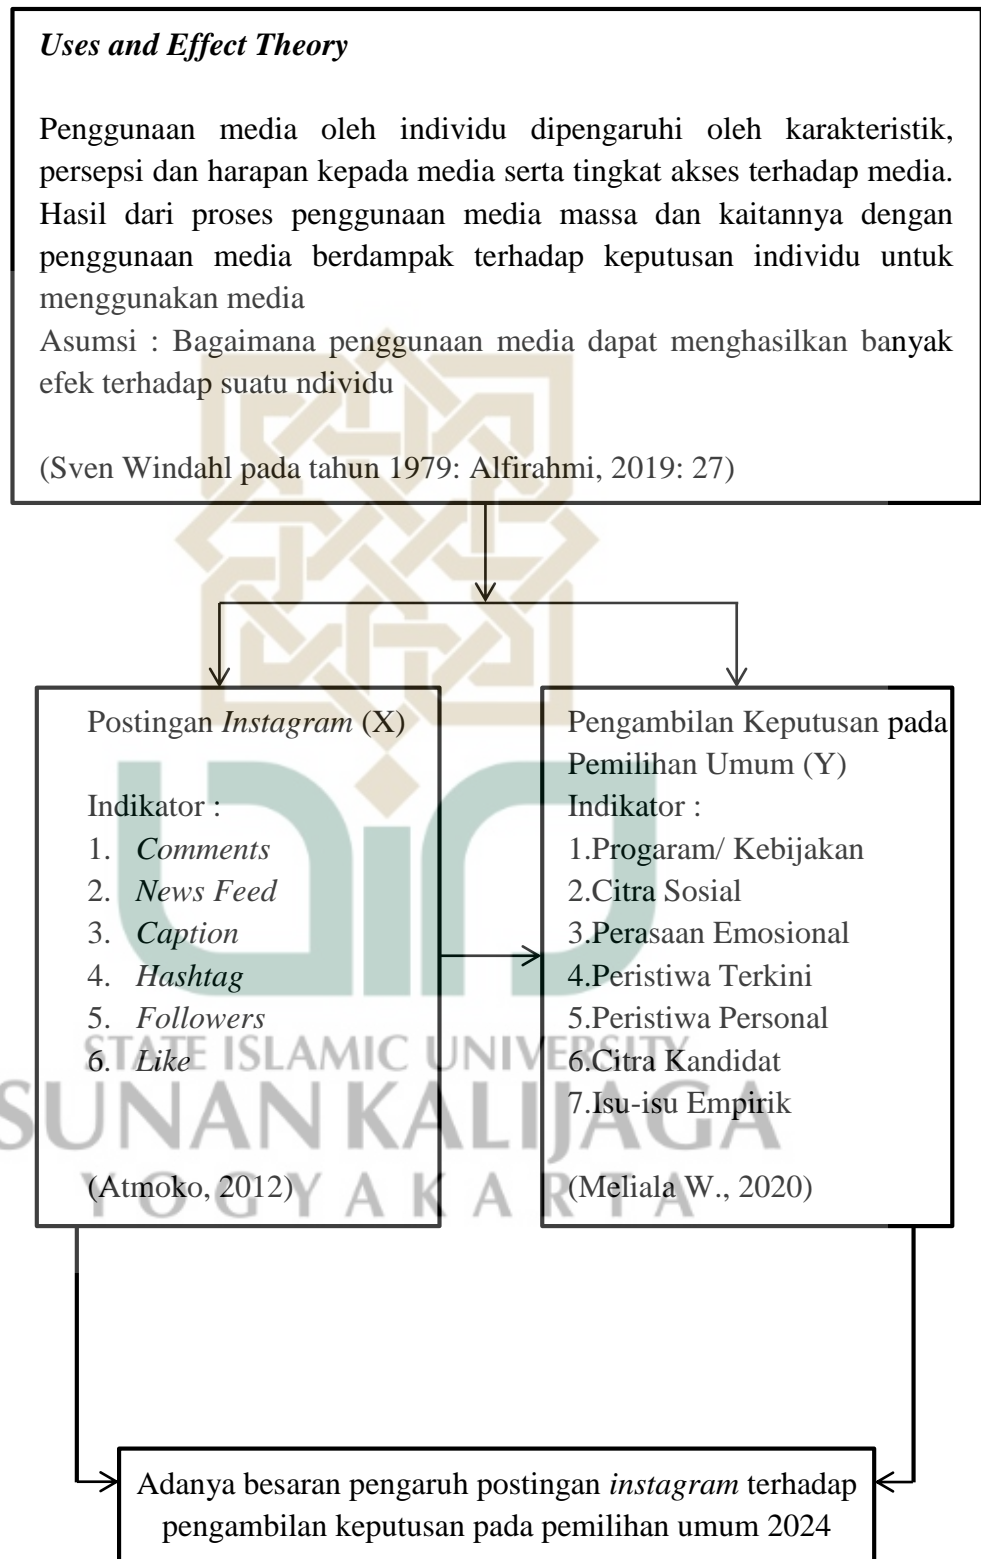 Uses and Effect Theory
Penggunaan media oleh individu dipengaruhi oleh karakteristik,
persepsi dan harapan kepada media serta tingkat akses terhadap media.
Hasil dari proses penggunaan media massa dan kaitannya dengan
penggunaan media berdampak terhadap keputusan individu untuk
menggunakan media
Asumsi : Bagaimana penggunaan media dapat menghasilkan banyak
efek terhadap suatu ndividu
(Sven Windahl pada tahun 1979: Alfirahmi, 2019: 27)
Postingan Instagram (X)
Indikator :
1. Comments
2. News Feed
3. Caption
4. Hashtag
5. Followers
6. Like
(Atmoko, 2012)
Pengambilan Keputusan pada
Pemilihan Umum (Y)
Indikator :
1.Progaram/ Kebijakan
2.Citra Sosial
3.Perasaan Emosional
4.Peristiwa Terkini
5.Peristiwa Personal
6.Citra Kandidat
7.Isu-isu Empirik
(Meliala W., 2020)
STATE ISLAMIC UNIVERSITY
SUNAN KALIJAGA
YOGYAKARTA
Adanya besaran pengaruh postingan instagram terhadap
pengambilan keputusan pada pemilihan umum 2024